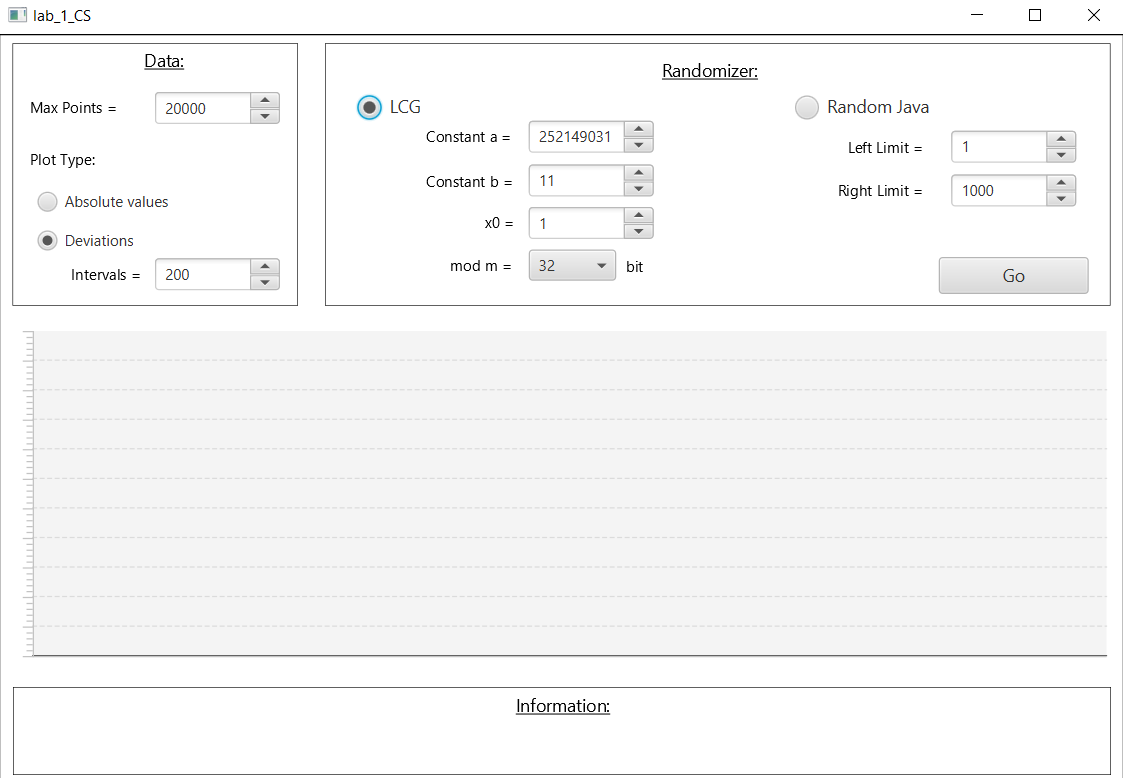 lab_1_CS
Data:
Max Points =
20000
Plot Type:
Absolute values
Deviations
Intervals =
200
Randomizer:
LCG
Constant a =
252149031
Constant b =
11
x0 =
1
mod m =
32
bit
Random Java
Left Limit =
1
Right Limit =
1000
Go
Information: